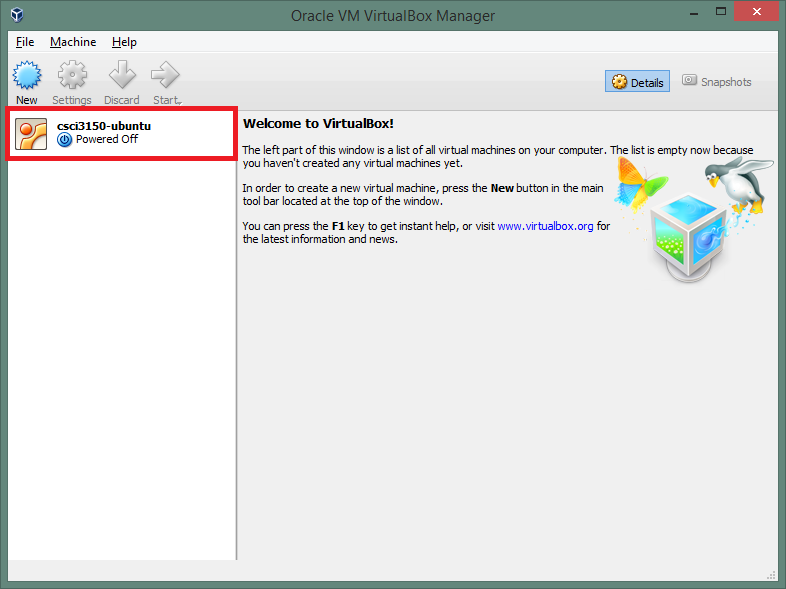 Oracle VM VirtualBox Manager
File Machine Help
New Settings Discard Start
Details Snapshots
csci3150-ubuntu
Powered Off
Welcome to VirtualBox!
The left part of this window is a list of all virtual machines on your computer. The list is empty now because
you haven't created any virtual machines yet.
In order to create a new virtual machine, press the New button in the main
tool bar located at the top of the window.
You can press the F1 key to get instant help, or visit www.virtualbox.org for
the latest information and news.